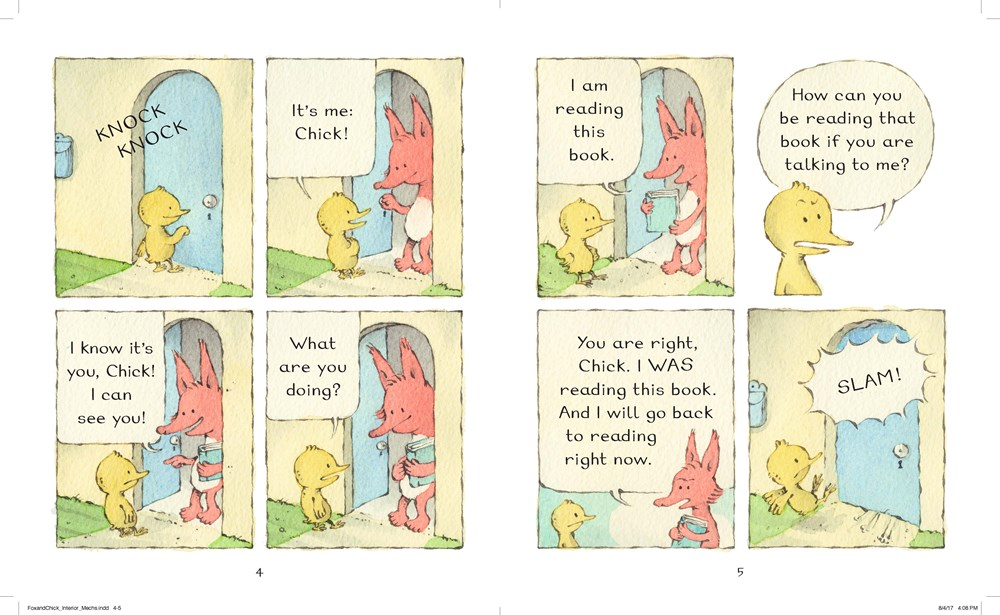 KNOCK
KNOCK
It's me:
Chick!
I know it's
you, Chick!
I can
see you!
What
are you
doing?
4
I am
reading
this
book.
How can you
be reading that
book if you are
talking to me?
You are right,
Chick. I WAS
reading this book.
And I will go back
to reading
right now.
SLAM!
5
FoxandChick_Interior_Mechs.indd 4-5
8/4/17 4:08 PM